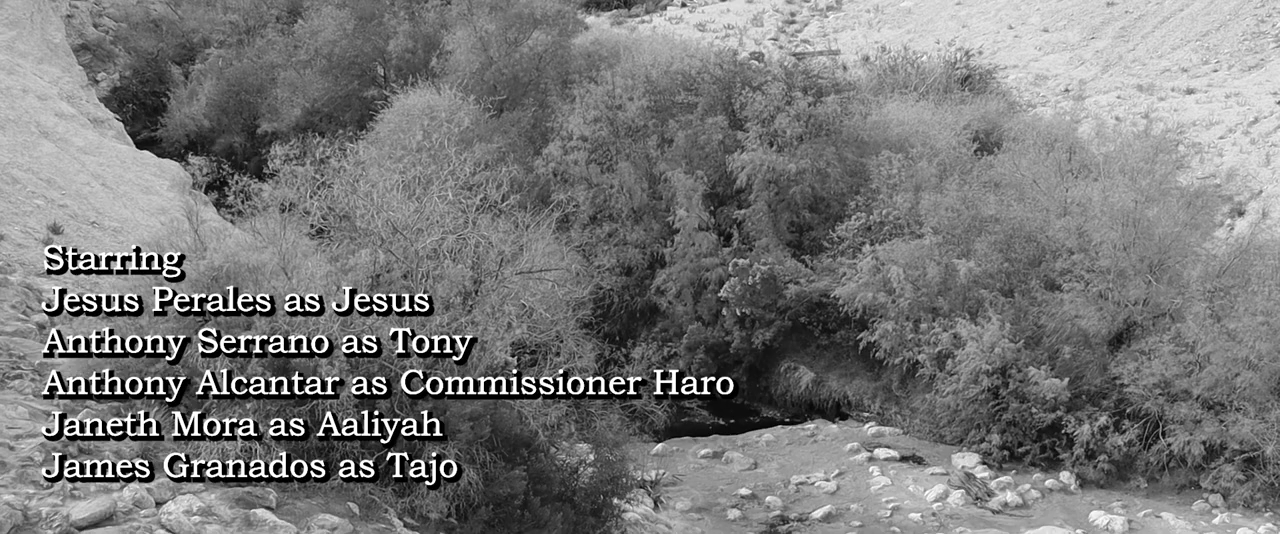 Starring
Jesus Perales as Jesus
Anthony Serrano as Tony
Anthony Alcantar as Commissioner Haro
Janeth Mora as Aaliyah
James Granados as Tajo